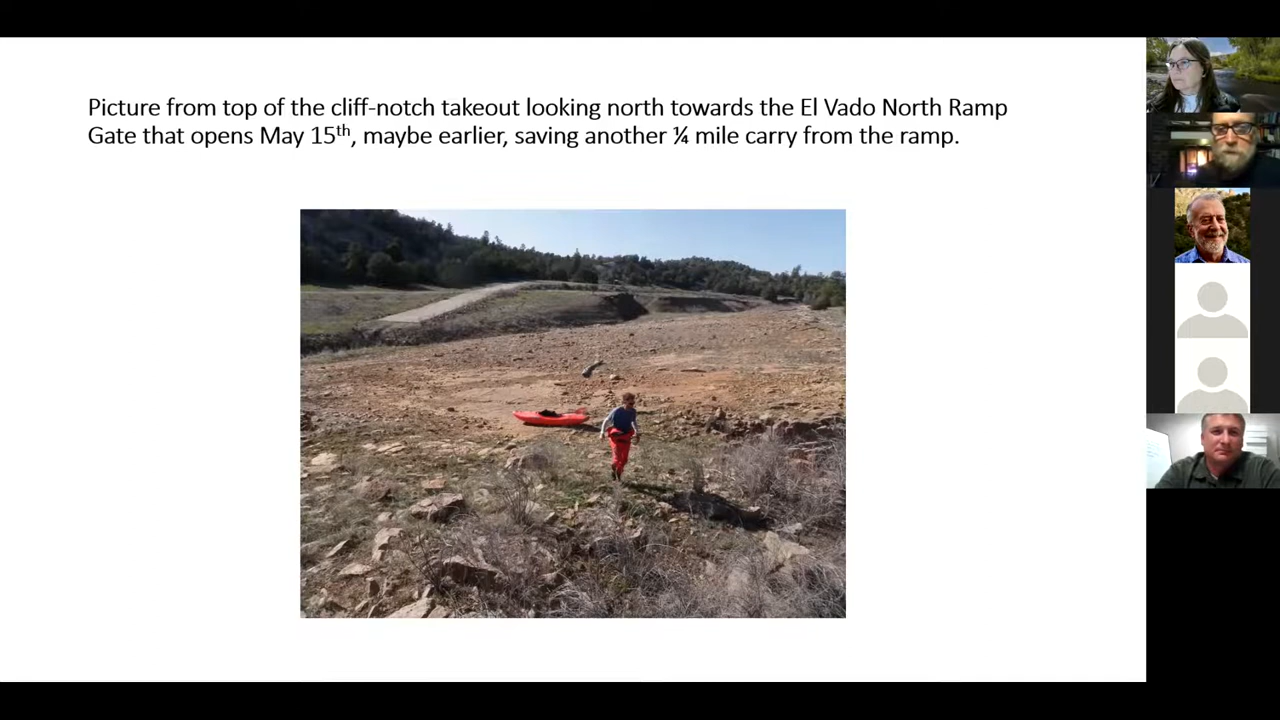 Picture from top of the cliff-notch takeout looking north towards the El Vado North Ramp
Gate that opens May 15th, maybe earlier, saving another ¼ mile carry from the ramp.